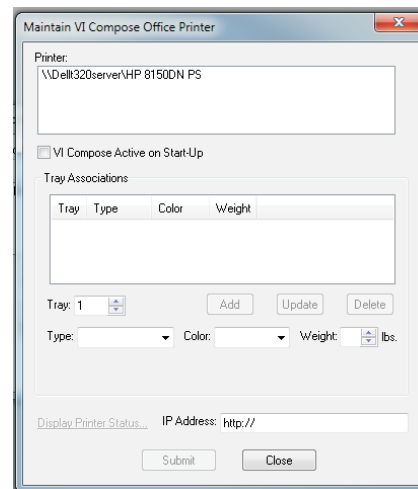 Maintain VI Compose Office Printer
Printer:
\\Dellt320server\HP 8150DN PS
VI Compose Active on Start-Up
Tray Associations
Tray Type Color Weight
Tray: 1 Add Update Delete
Type: Color: Weight: lbs.
Display Printer Status... IP Address: http://
Submit Close